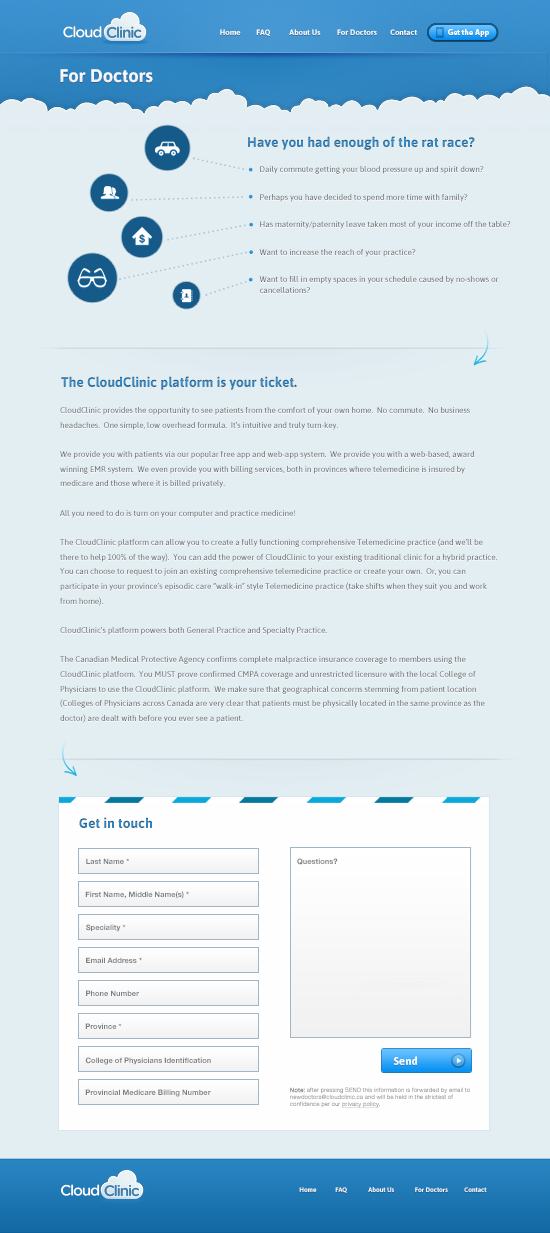 Cloud Clinic
Home FAQ About Us For Doctors Contact Get the App
For Doctors
Have you had enough of the rat race?
Daily commute getting your blood pressure up and spirit down?
Perhaps you have decided to spend more time with family?
Has maternity/paternity leave taken most of your income off the table?
Want to increase the reach of your practice?
Want to fill in empty spaces in your schedule caused by no-shows or
cancellations?
The CloudClinic platform is your ticket.
CloudClinic provides the opportunity to see patients from the comfort of your own home. No commute. No business
headaches. One simple, low overhead formula. It's intuitive and truly turn-key.
We provide you with patients via our popular free app and web-app system. We provide you with a web-based, award
winning EMR system. We even provide you with billing services, both in provinces where telemedicine is insured by
medicare and those where it is billed privately.
All you need to do is turn on your computer and practice medicine!
The CloudClinic platform can allow you to create a fully functioning comprehensive Telemedicine practice (and we'll be
there to help 100% of the way). You can add the power of CloudClinic to your existing traditional clinic for a hybrid practice.
You can choose to request to join an existing comprehensive telemedicine practice or create your own. Or, you can
participate in your province's episodic care "walk-in" style Telemedicine practice (take shifts when they suit you and work
from home).
CloudClinic's platform powers both General Practice and Specialty Practice.
The Canadian Medical Protective Agency confirms complete malpractice insurance coverage to members using the
CloudClinic platform. You MUST prove confirmed CMPA coverage and unrestricted licensure with the local College of
Physicians to use the CloudClinic platform. We make sure that geographical concerns stemming from patient location
(Colleges of Physicians across Canada are very clear that patients must be physically located in the same province as the
doctor) are dealt with before you ever see a patient.
Get in touch
Last Name *
First Name, Middle Name(s) *
Speciality *
Email Address *
Phone Number
Province *
College of Physicians Identification
Provincial Medicare Billing Number
Questions?
Send
Note: after pressing SEND this information is forwarded by email to
newdoctors@cloudclinic.ca and will be held in the strictest of
confidence per our privacy policy.
Cloud Clinic
Home FAQ About Us For Doctors Contact